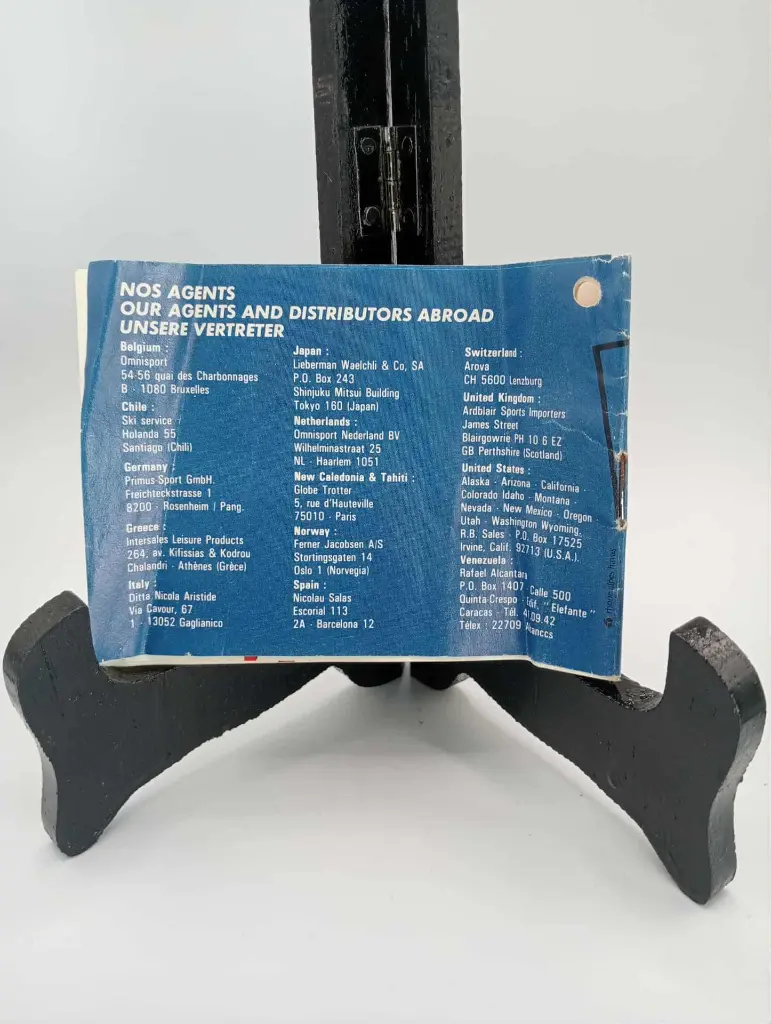 NOS AGENTS
OUR AGENTS AND DISTRIBUTORS ABROAD
UNSERE VERTRETER
Belgium :
Omnisport
54-56 quai des Charbonnages
B - 1080 Bruxelles
Chile :
Ski service
Holanda 55
Santiago (Chili)
Germany :
Primus-Sport GmbH.
Freichteckstrasse 1
8200 - Rosenheim / Pang.
Greece :
Intersales Leisure Products
264, av. Kifissias & Kodrou
Chalandri - Athènes (Grèce)
Italy :
Ditta Nicola Aristide
Via Cavour, 67
1 - 13052 Gaglianico
Japan :
Lieberman Waelchli & Co, SA
P.O. Box 243
Shinjuku Mitsui Building
Tokyo 160 (Japan)
Netherlands :
Omnisport Nederland BV
Wilhelminastraat 25
NL - Haarlem 1051
New Caledonia & Tahiti :
Globe Trotter
5, rue d'Hauteville
75010 - Paris
Norway :
Ferner Jacobsen A/S
Stortingsgaten 14
Oslo 1 (Norvegia)
Spain :
Nicolau Salas
Escorial 113
2A - Barcelona 12
Switzerland :
Arova
CH 5600 Lenzburg
United Kingdom :
Ardblair Sports Importers
James Street
Blairgowrie PH 10 6 EZ
GB Perthshire (Scotland)
United States :
Alaska - Arizona - California -
Colorado Idaho - Montana -
Nevada - New Mexico - Oregon
Utah - Washington Wyoming,
R.B. Sales - P.O. Box 17525
Irvine, Calif. 92713 (U.S.A.).
Venezuela :
Rafael Alcantan
P.O. Box 1407 Calle 500
Quinta-Crespo - Edif. "Elefante"
Caracas - Tél. 41.09.42
Télex : 22709